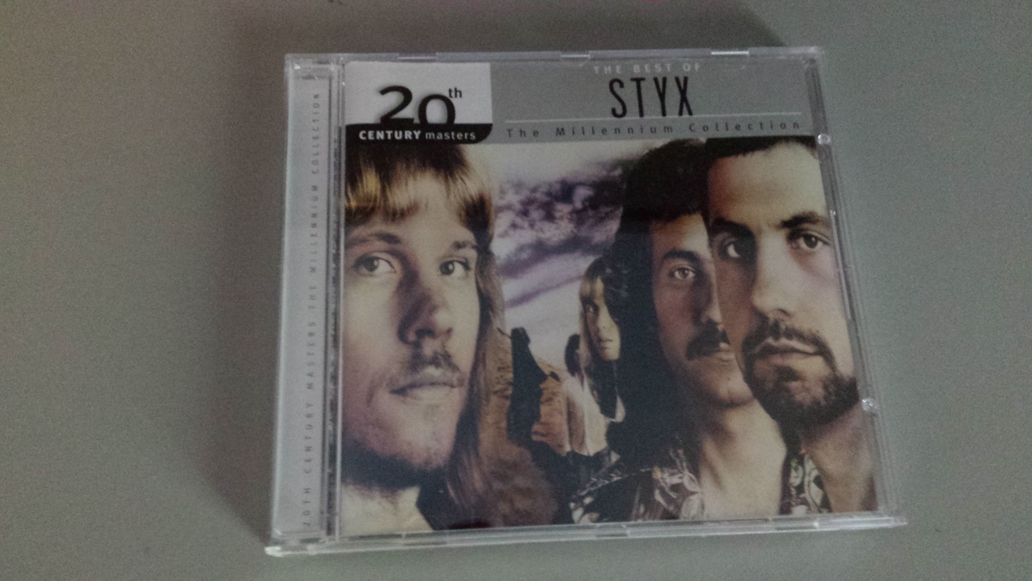 THE BEST OF
STYX
The Millennium Collection
20th
CENTURY masters
20TH CENTURY MASTERS THE MILLENNIUM COLLECTION